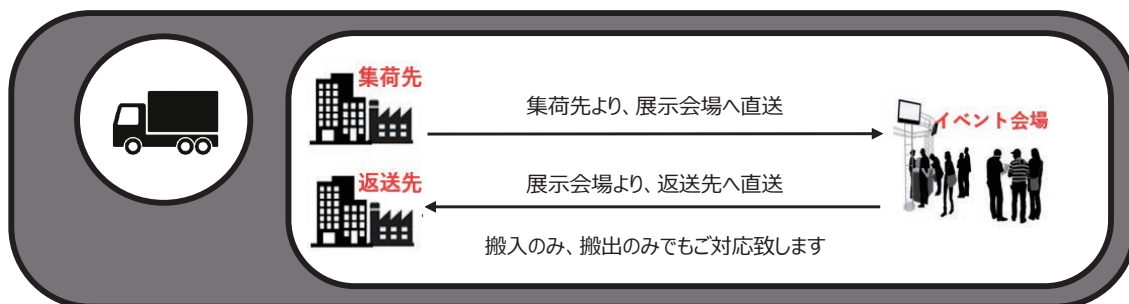 集荷先
集荷先より、展示会場へ直送
イベント会場
返送先
展示会場より、返送先へ直送
搬入のみ、搬出のみでもご対応致します